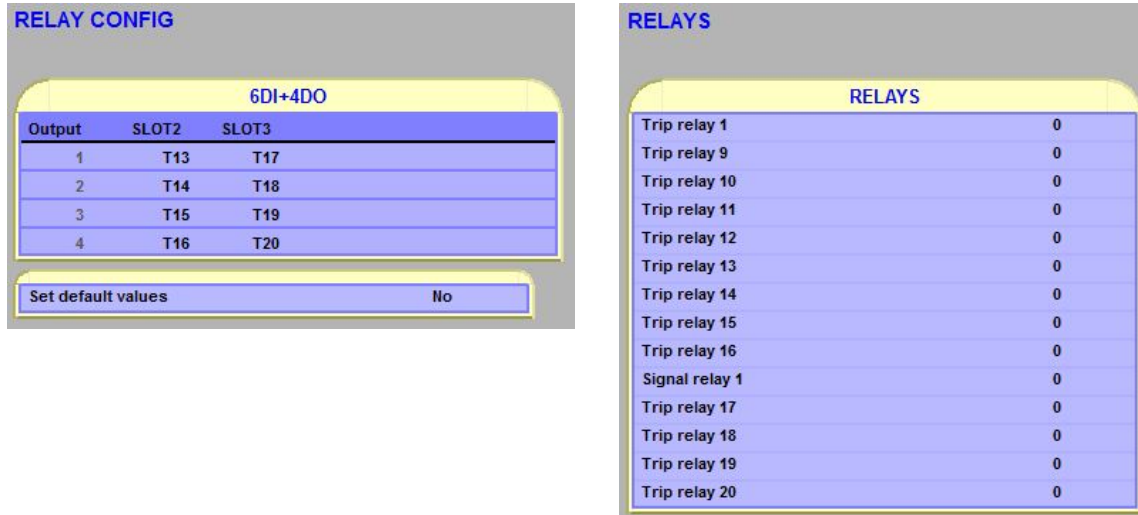 RELAY CONFIG
6DI+4DO
Output SLOT2 SLOT3
1 T13 T17
2 T14 T18
3 T15 T19
4 T16 T20
Set default values No
RELAYS
RELAYS
Trip relay 1 0
Trip relay 9 0
Trip relay 10 0
Trip relay 11 0
Trip relay 12 0
Trip relay 13 0
Trip relay 14 0
Trip relay 15 0
Trip relay 16 0
Signal relay 1 0
Trip relay 17 0
Trip relay 18 0
Trip relay 19 0
Trip relay 20 0